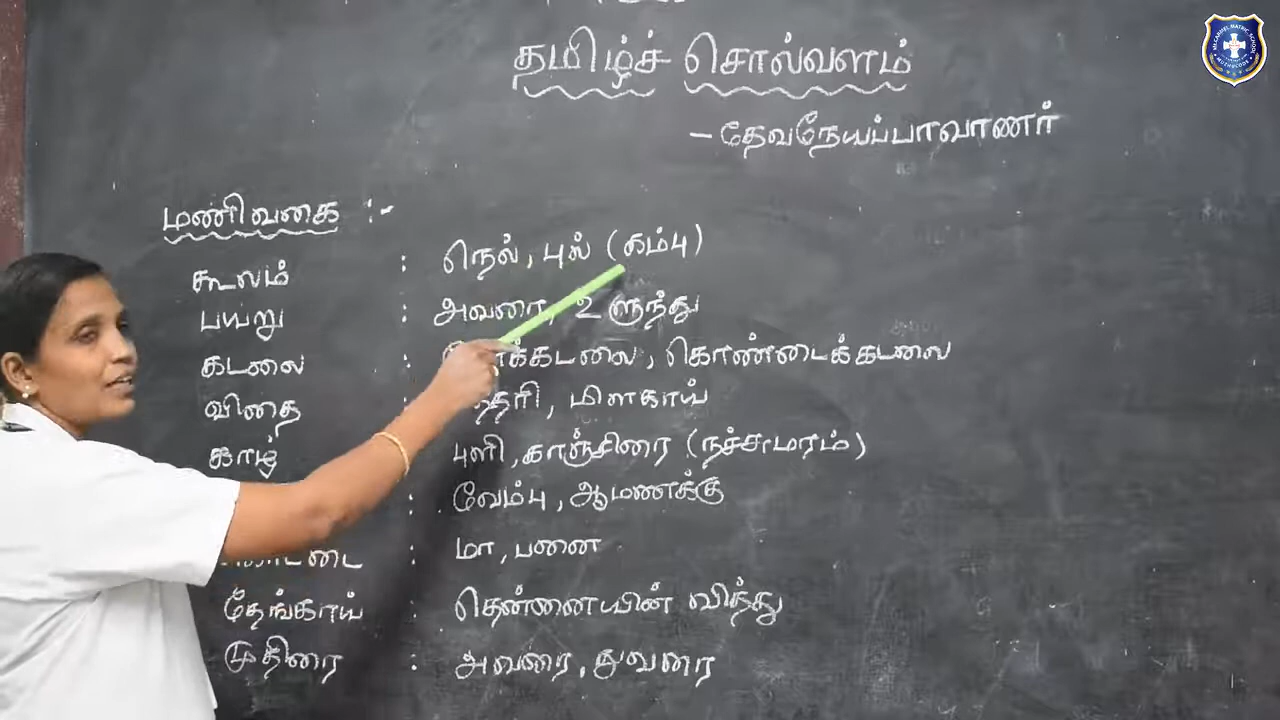 தமிழ்ச் சொல்வளம்
– தேவநேயப்பாவாணர்
மணிவகை :-
கூலம் : நெல், புல் (கம்பு)
பயறு : அவரை, உளுந்து
கடலை : கொண்டைக்கடலை
விதை : மிளகாய்
காழ் புளி, காஞ்சிரை (நச்சுமரம்)
: வேம்பு, ஆமணக்கு
: மா, பனை
தேங்காய் : தென்னையின் வித்து
முதிரை : அவரை, துவரை